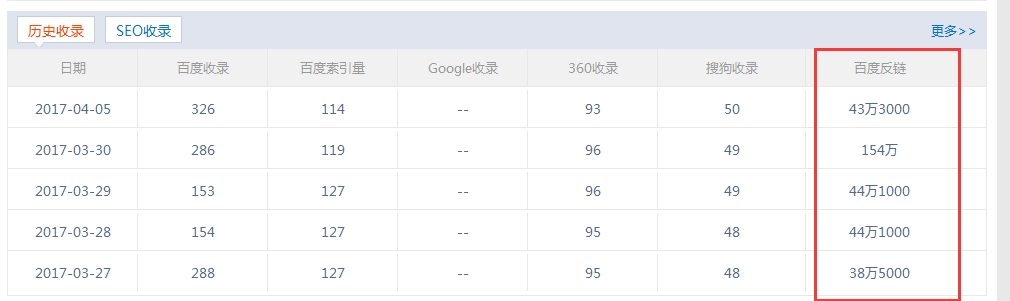 历史收录 SEO收录 更多>>
日期 百度收录 百度索引量 Google收录 360收录 搜狗收录 百度反链
2017-04-05 326 114 -- 93 50 43万3000
2017-03-30 286 119 -- 96 49 154万
2017-03-29 153 127 -- 96 49 44万1000
2017-03-28 154 127 -- 95 48 44万1000
2017-03-27 288 127 -- 95 48 38万5000